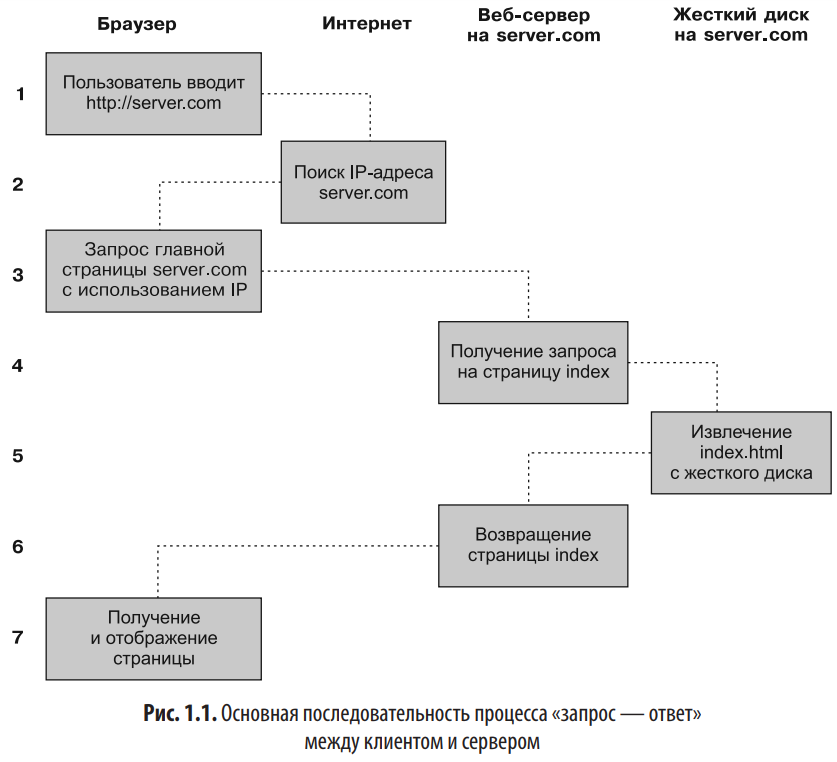 Браузер
Интернет
Веб-сервер
на server.com
Жесткий диск
на server.com
1
Пользователь вводит
http://server.com
2
Поиск IP-адреса
server.com
3
Запрос главной
страницы server.com
с использованием IP
4
Получение запроса
на страницу index
5
Извлечение
index.html
с жесткого диска
6
Возвращение
страницы index
7
Получение
и отображение
страницы
Рис. 1.1. Основная последовательность процесса «запрос — ответ»
между клиентом и сервером